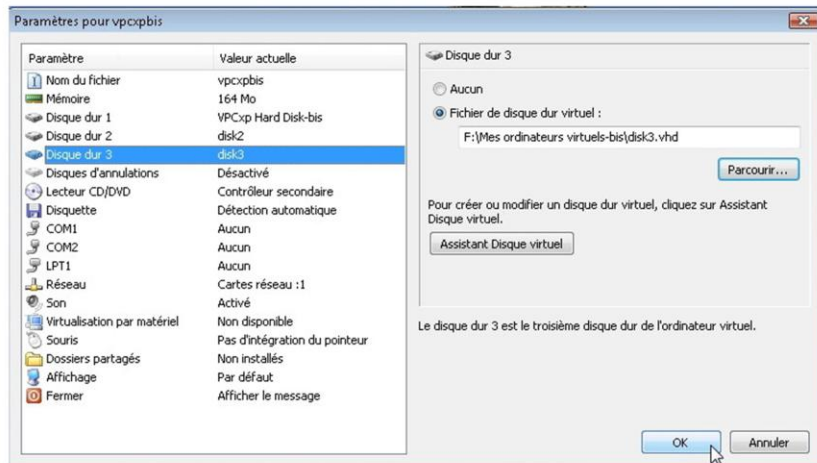 Paramètres pour vpcxpbis
Paramètre Valeur actuelle
Nom du fichier vpcxpbis
Mémoire 164 Mo
Disque dur 1 VPCxp Hard Disk-bis
Disque dur 2 disk2
Disque dur 3 disk3
Disques d'annulations Désactivé
Lecteur CD/DVD Contrôleur secondaire
Disquette Détection automatique
COM1 Aucun
COM2 Aucun
LPT1 Aucun
Réseau Cartes réseau :1
Son Activé
Virtualisation par matériel Non disponible
Souris Pas d'intégration du pointeur
Dossiers partagés Non installés
Affichage Par défaut
Fermer Afficher le message
Disque dur 3
Aucun
Fichier de disque dur virtuel :
F:\Mes ordinateurs virtuels-bis\disk3.vhd
Parcourir...
Pour créer ou modifier un disque dur virtuel, cliquez sur Assistant
Disque virtuel.
Assistant Disque virtuel
Le disque dur 3 est le troisième disque dur de l'ordinateur virtuel.
OK Annuler